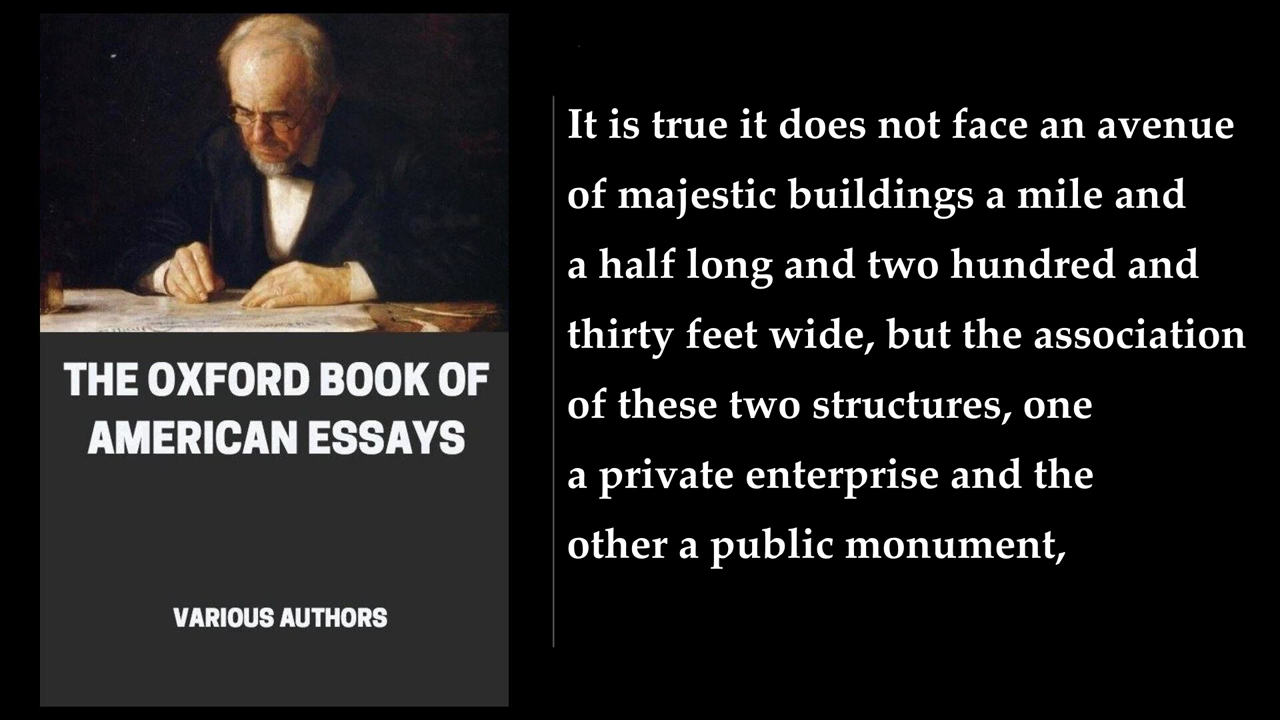 THE OXFORD BOOK OF
AMERICAN ESSAYS
VARIOUS AUTHORS
It is true it does not face an avenue
of majestic buildings a mile and
a half long and two hundred and
thirty feet wide, but the association
of these two structures, one
a private enterprise and the
other a public monument,